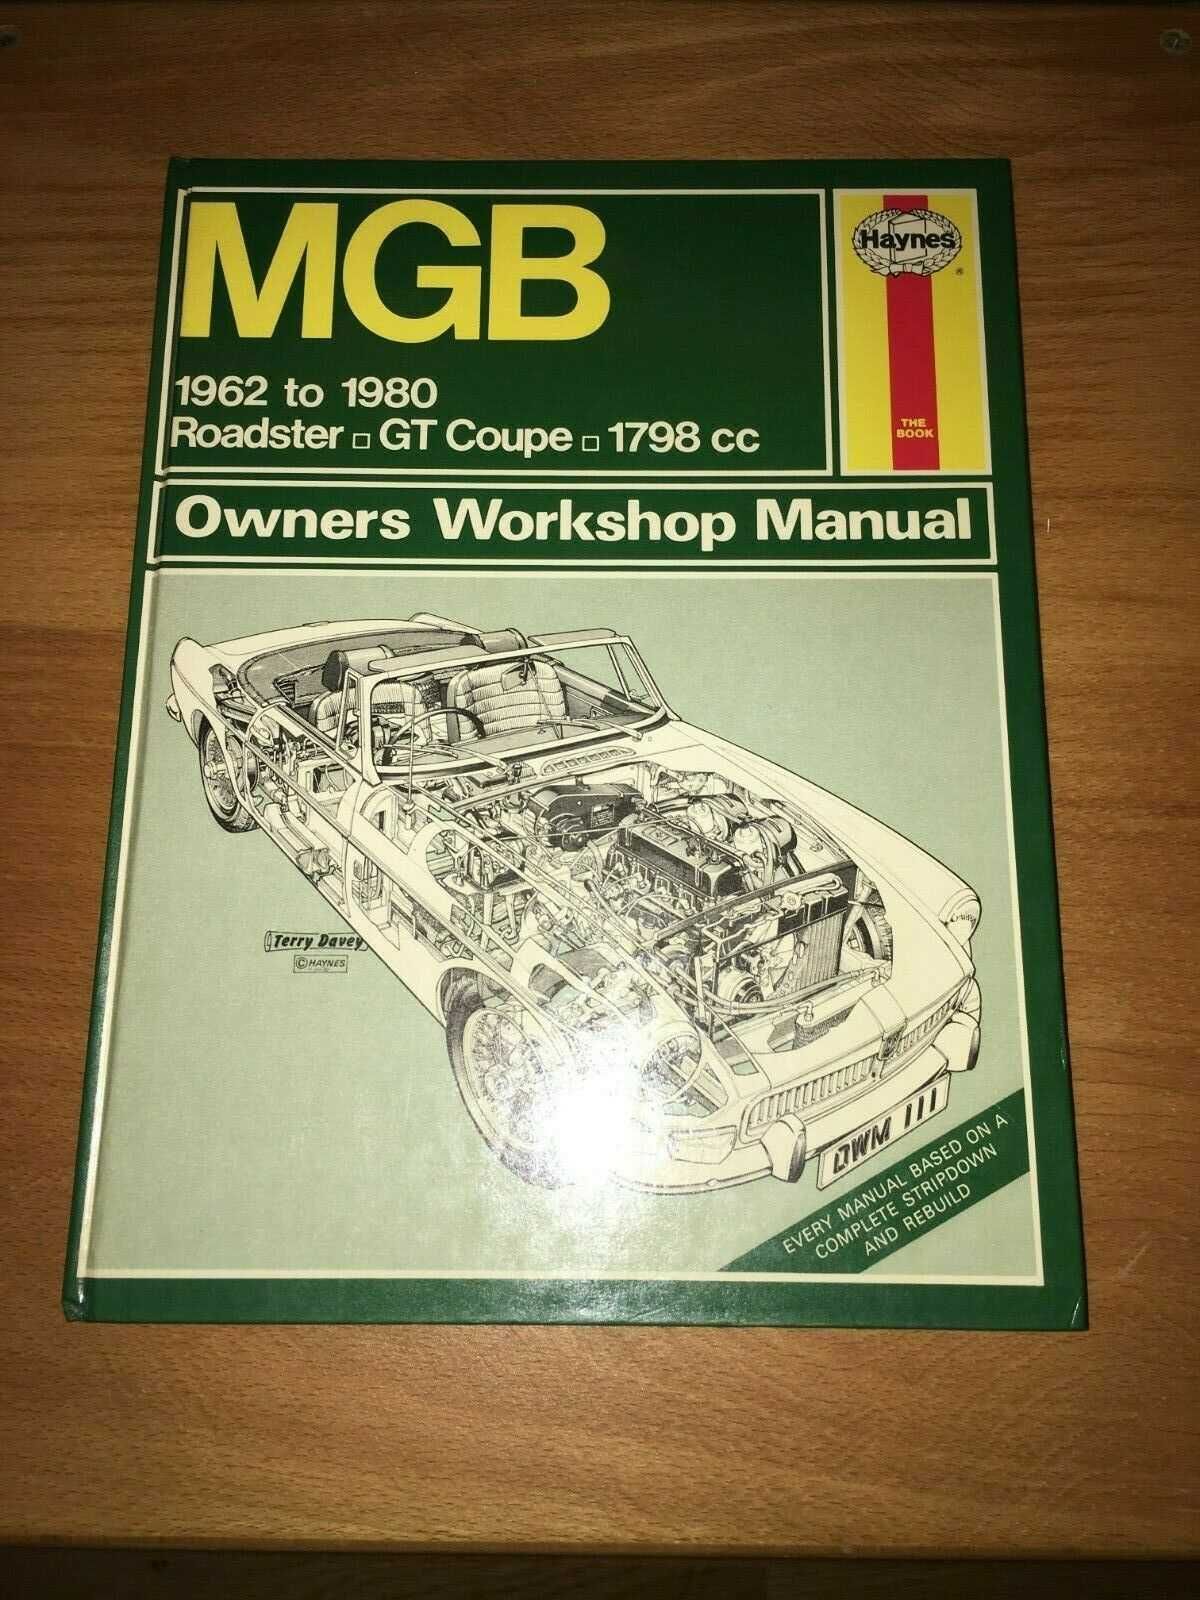 MGB
Haynes
®
1962 to 1980
Roadster □ GT Coupe □ 1798 cc
THE
BOOK
Owners Workshop Manual
Terry Davey
© HAYNES
DWM 111
EVERY MANUAL BASED ON A
COMPLETE STRIPDOWN
AND REBUILD